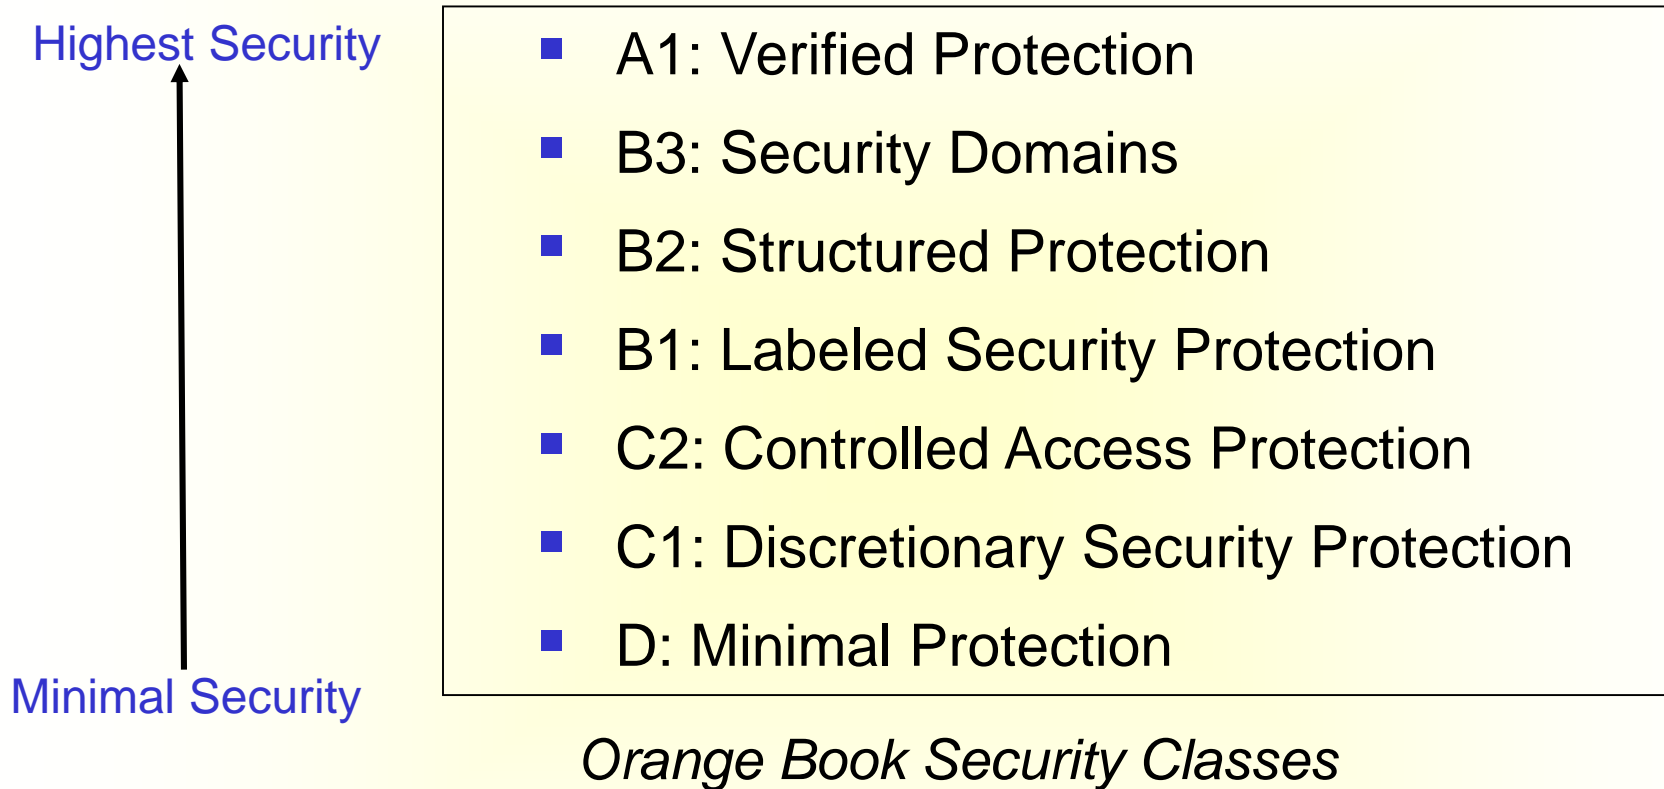 Highest Security
Minimal Security
A1: Verified Protection
B3: Security Domains
B2: Structured Protection
B1: Labeled Security Protection
C2: Controlled Access Protection
C1: Discretionary Security Protection
D: Minimal Protection
Orange Book Security Classes